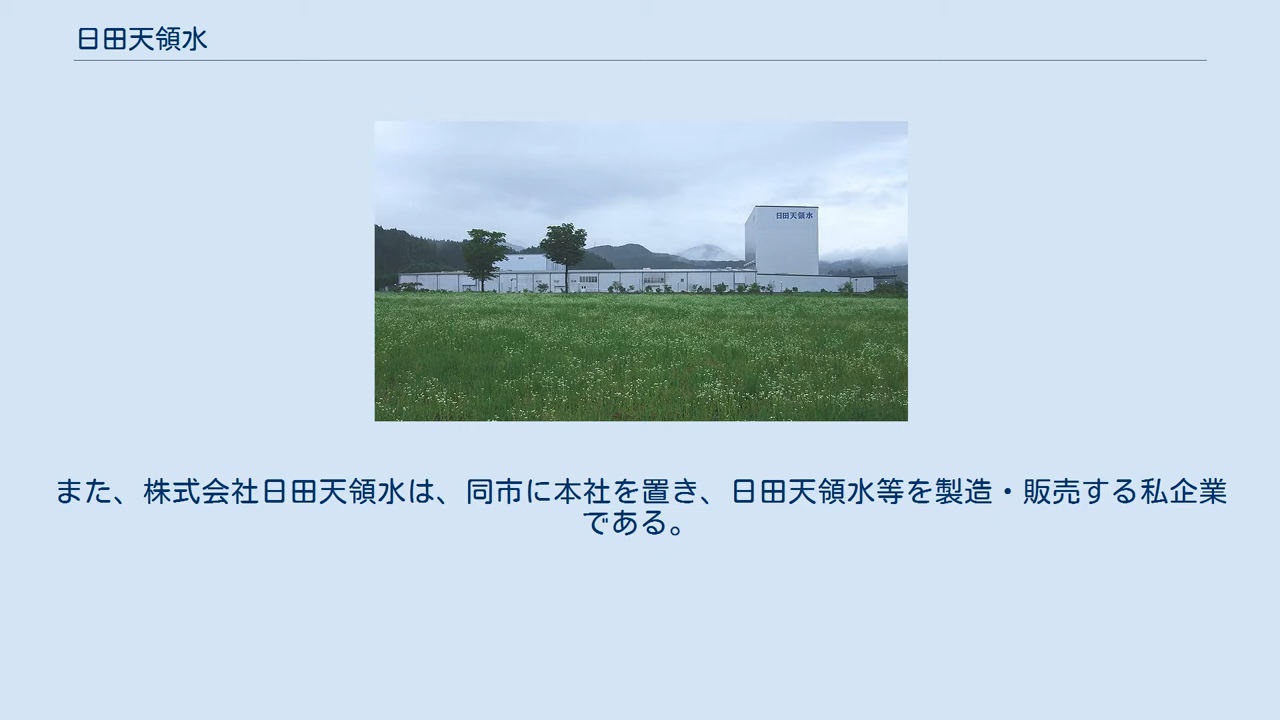 日田天領水
日田天領水
また、株式会社日田天領水は、同市に本社を置き、日田天領水等を製造・販売する私企業
である。